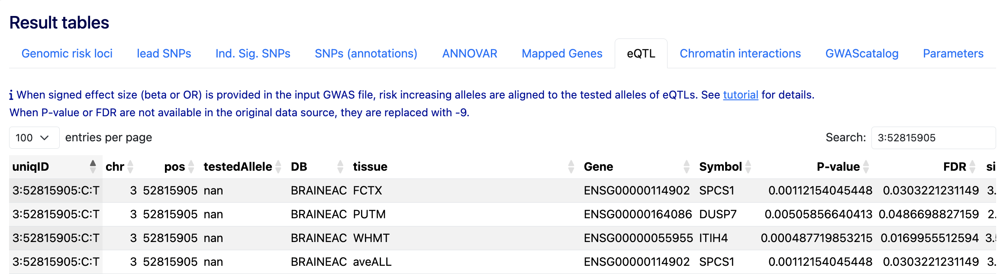 Result tables
Genomic risk loci lead SNPs Ind. Sig. SNPs SNPs (annotations) ANNOVAR Mapped Genes eQTL Chromatin interactions GWAScatalog Parameters
i When signed effect size (beta or OR) is provided in the input GWAS file, risk increasing alleles are aligned to the tested alleles of eQTLs. See tutorial for details.
When P-value or FDR are not available in the original data source, they are replaced with -9.
100 entries per page Search: 3:52815905
uniqID chr pos testedAllele DB tissue Gene Symbol P-value FDR si
3:52815905:C:T 3 52815905 nan BRAINEAC FCTX ENSG00000114902 SPCS1 0.00112154045448 0.0303221231149 3.
3:52815905:C:T 3 52815905 nan BRAINEAC PUTM ENSG00000164086 DUSP7 0.00505856640413 0.0486698827159 2.
3:52815905:C:T 3 52815905 nan BRAINEAC WHMT ENSG00000055955 ITIH4 0.000487719853215 0.0169955512594 3.
3:52815905:C:T 3 52815905 nan BRAINEAC aveALL ENSG00000114902 SPCS1 0.00112154045448 0.0303221231149 3.